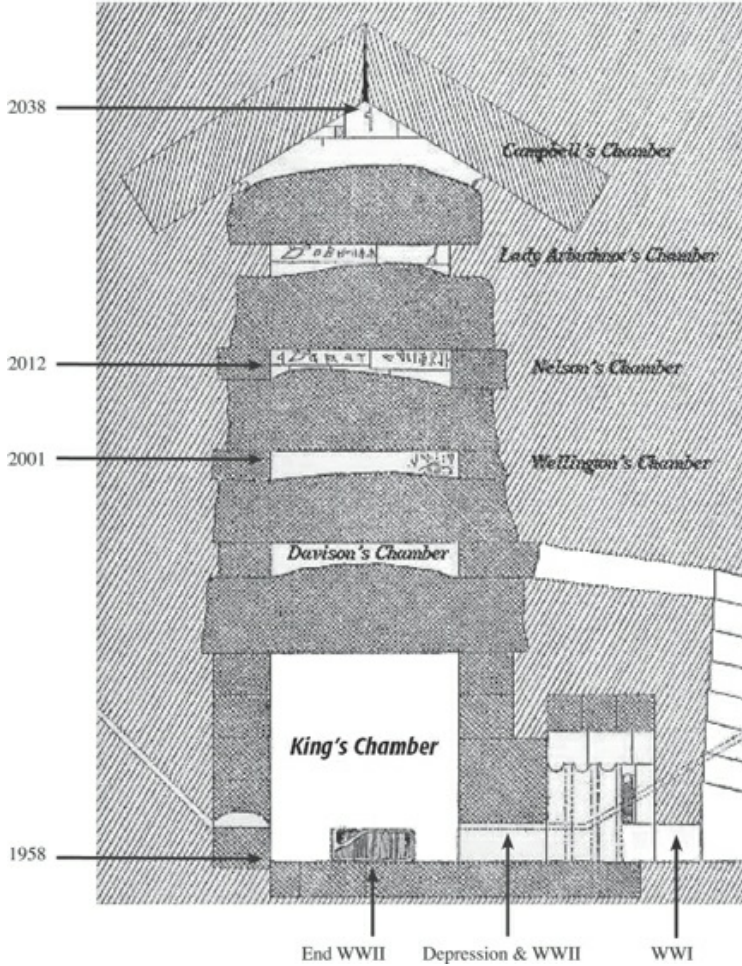 2038
Campbell's Chamber
Lady Arbuthnot's Chamber
2012
Nelson's Chamber
2001
Wellington's Chamber
Davison's Chamber
King's Chamber
1958
End WWII
Depression & WWII
WWI